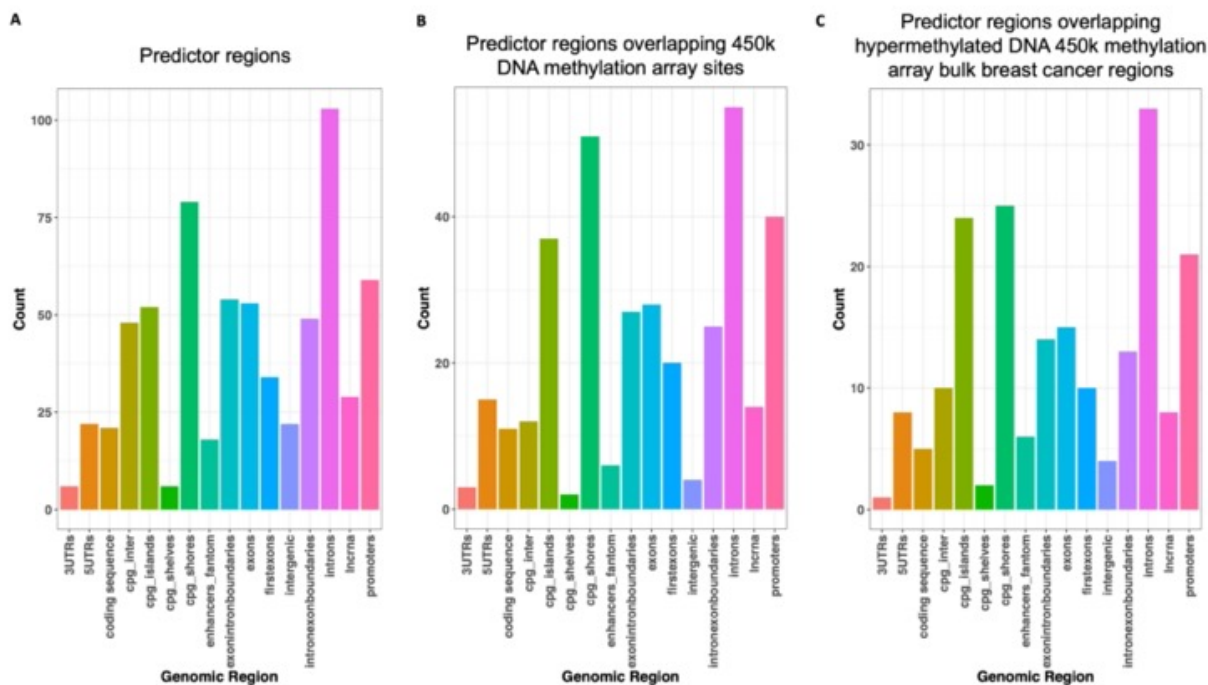 A
Predictor regions
100
75
50
25
0
Count
3UTRs
5UTRs
coding sequence
cpg_inter
cpg_islands
cpg_shelves
cpg_shores
enhancers_fantom
exonintronboundaries
exons
firstexons
intergenic
intronexonboundaries
introns
lncrna
promoters
Genomic Region
B
Predictor regions overlapping 450k
DNA methylation array sites
40
20
0
Count
3UTRs
5UTRs
coding sequence
cpg_inter
cpg_islands
cpg_shelves
cpg_shores
enhancers_fantom
exonintronboundaries
exons
firstexons
intergenic
intronexonboundaries
introns
lncrna
promoters
Genomic Region
C
Predictor regions overlapping
hypermethylated DNA 450k methylation
array bulk breast cancer regions
30
20
10
0
Count
3UTRs
5UTRs
coding sequence
cpg_inter
cpg_islands
cpg_shelves
cpg_shores
enhancers_fantom
exonintronboundaries
exons
firstexons
intergenic
intronexonboundaries
introns
lncrna
promoters
Genomic Region